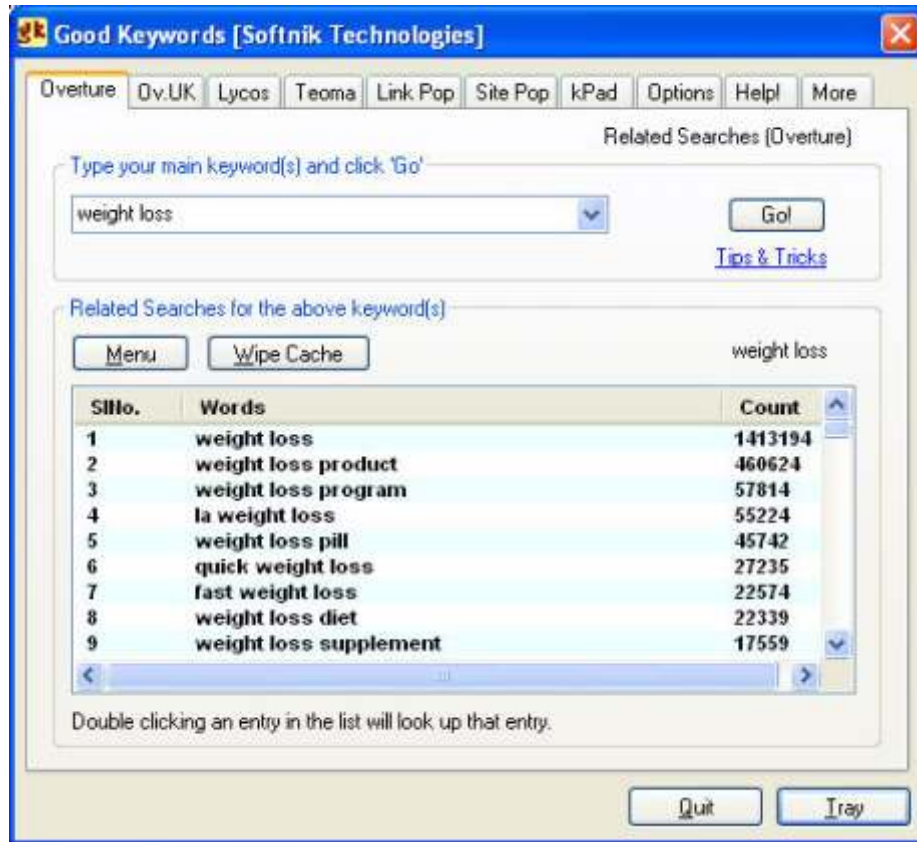 gk Good Keywords [Softnik Technologies]
Overture Ov.UK Lycos Teoma Link Pop Site Pop kPad Options Help! More
Related Searches (Overture)
Type your main keyword(s) and click 'Go'
weight loss Go!
Tips & Tricks
Related Searches for the above keyword(s)
Menu Wipe Cache weight loss
SlNo. Words Count
1 weight loss 1413194
2 weight loss product 460624
3 weight loss program 57814
4 la weight loss 55224
5 weight loss pill 45742
6 quick weight loss 27235
7 fast weight loss 22574
8 weight loss diet 22339
9 weight loss supplement 17559
Double clicking an entry in the list will look up that entry.
Quit Tray